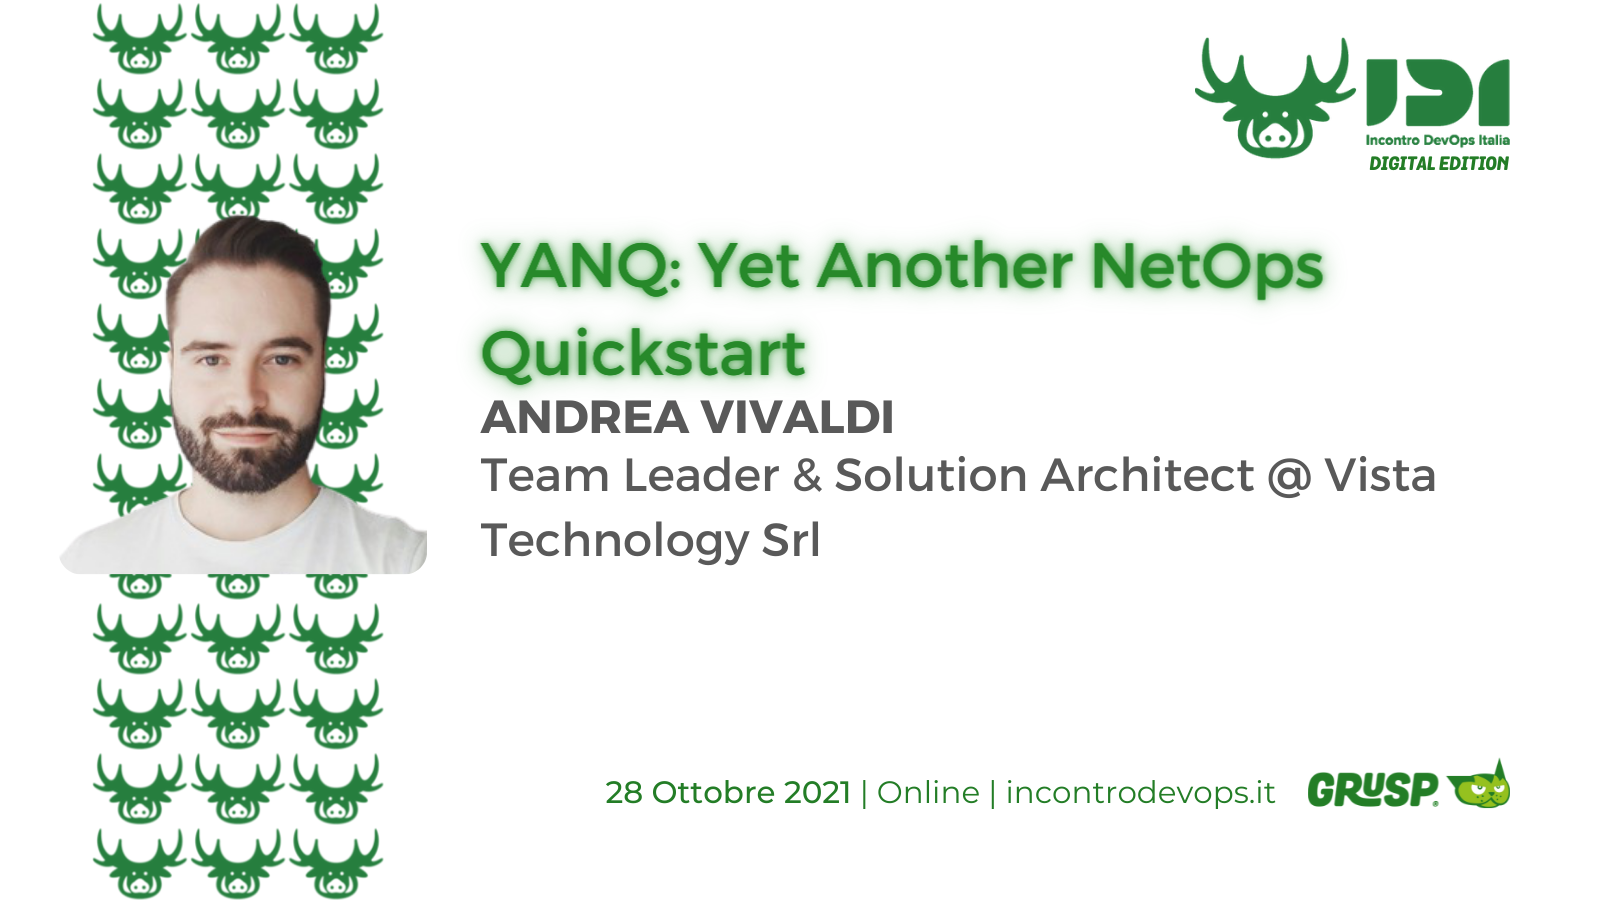 IDI
Incontro DevOps Italia
DIGITAL EDITION
YANQ: Yet Another NetOps
Quickstart
ANDREA VIVALDI
Team Leader & Solution Architect @ Vista
Technology Srl
28 Ottobre 2021 | Online | incontrodevops.it
GRUSP®